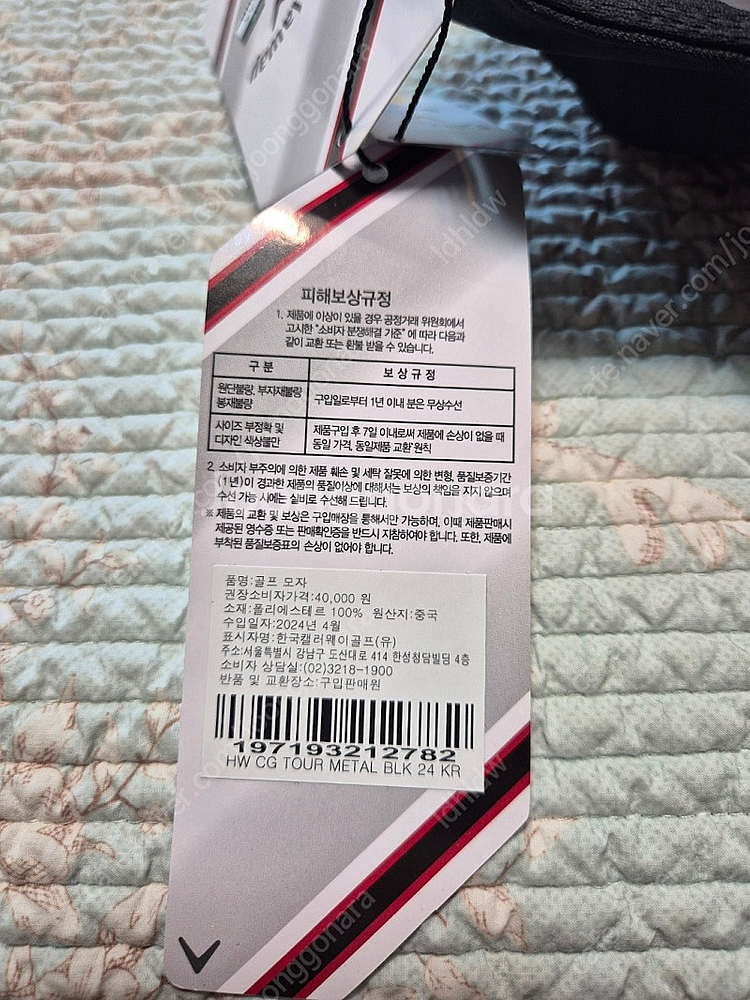 피해보상규정
1. 제품에 이상이 있을 경우 공정거래 위원회에서
고시한 "소비자 분쟁해결 기준" 에 따라 다음과
같이 교환 또는 환불 받을 수 있습니다.
구 분
보 상 규 정
원단불량, 부자재불량
봉제불량
구입일로부터 1년 이내 분은 무상수선
사이즈 부정확 및
디자인 색상불만
제품구입 후 7일 이내로써 제품에 손상이 없을 때
동일 가격, 동일제품 교환 원칙
2. 소비자 부주의에 의한 제품 훼손 및 세탁 잘못에 의한 변형, 품질보증기간
(1년)이 경과한 제품의 품질이상에 대해서는 보상의 책임을 지지 않으며
수선 가능 시에는 실비로 수선해 드립니다.
※ 제품의 교환 및 보상은 구입매장을 통해서만 가능하며, 이때 제품판매시
제공된 영수증 또는 판매확인증을 반드시 지참하여야 합니다. 또한, 제품에
부착된 품질보증표의 손상이 없어야 합니다.
품명:골프 모자
권장소비자가격:40,000 원
소재:폴리에스테르 100% 원산지:중국
수입일자:2024년 4월
표시자명:한국캘러웨이골프(유)
주소:서울특별시 강남구 도산대로 414 한성청담빌딩 4층
소비자 상담실:(02)3218-1900
반품 및 교환장소:구입판매원
197193212782
HW CG TOUR METAL BLK 24 KR
ldhldw
ldhldw
joonggonara
joonggonara